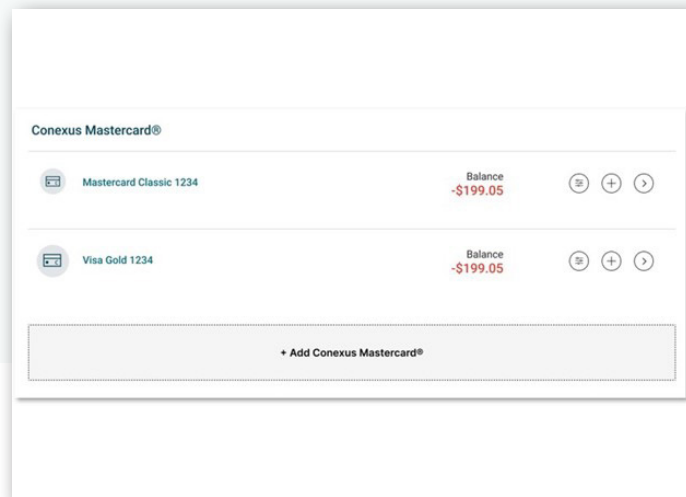 Conexus Mastercard®
Mastercard Classic 1234
Balance
-$199.05
Visa Gold 1234
Balance
-$199.05
+ Add Conexus Mastercard®